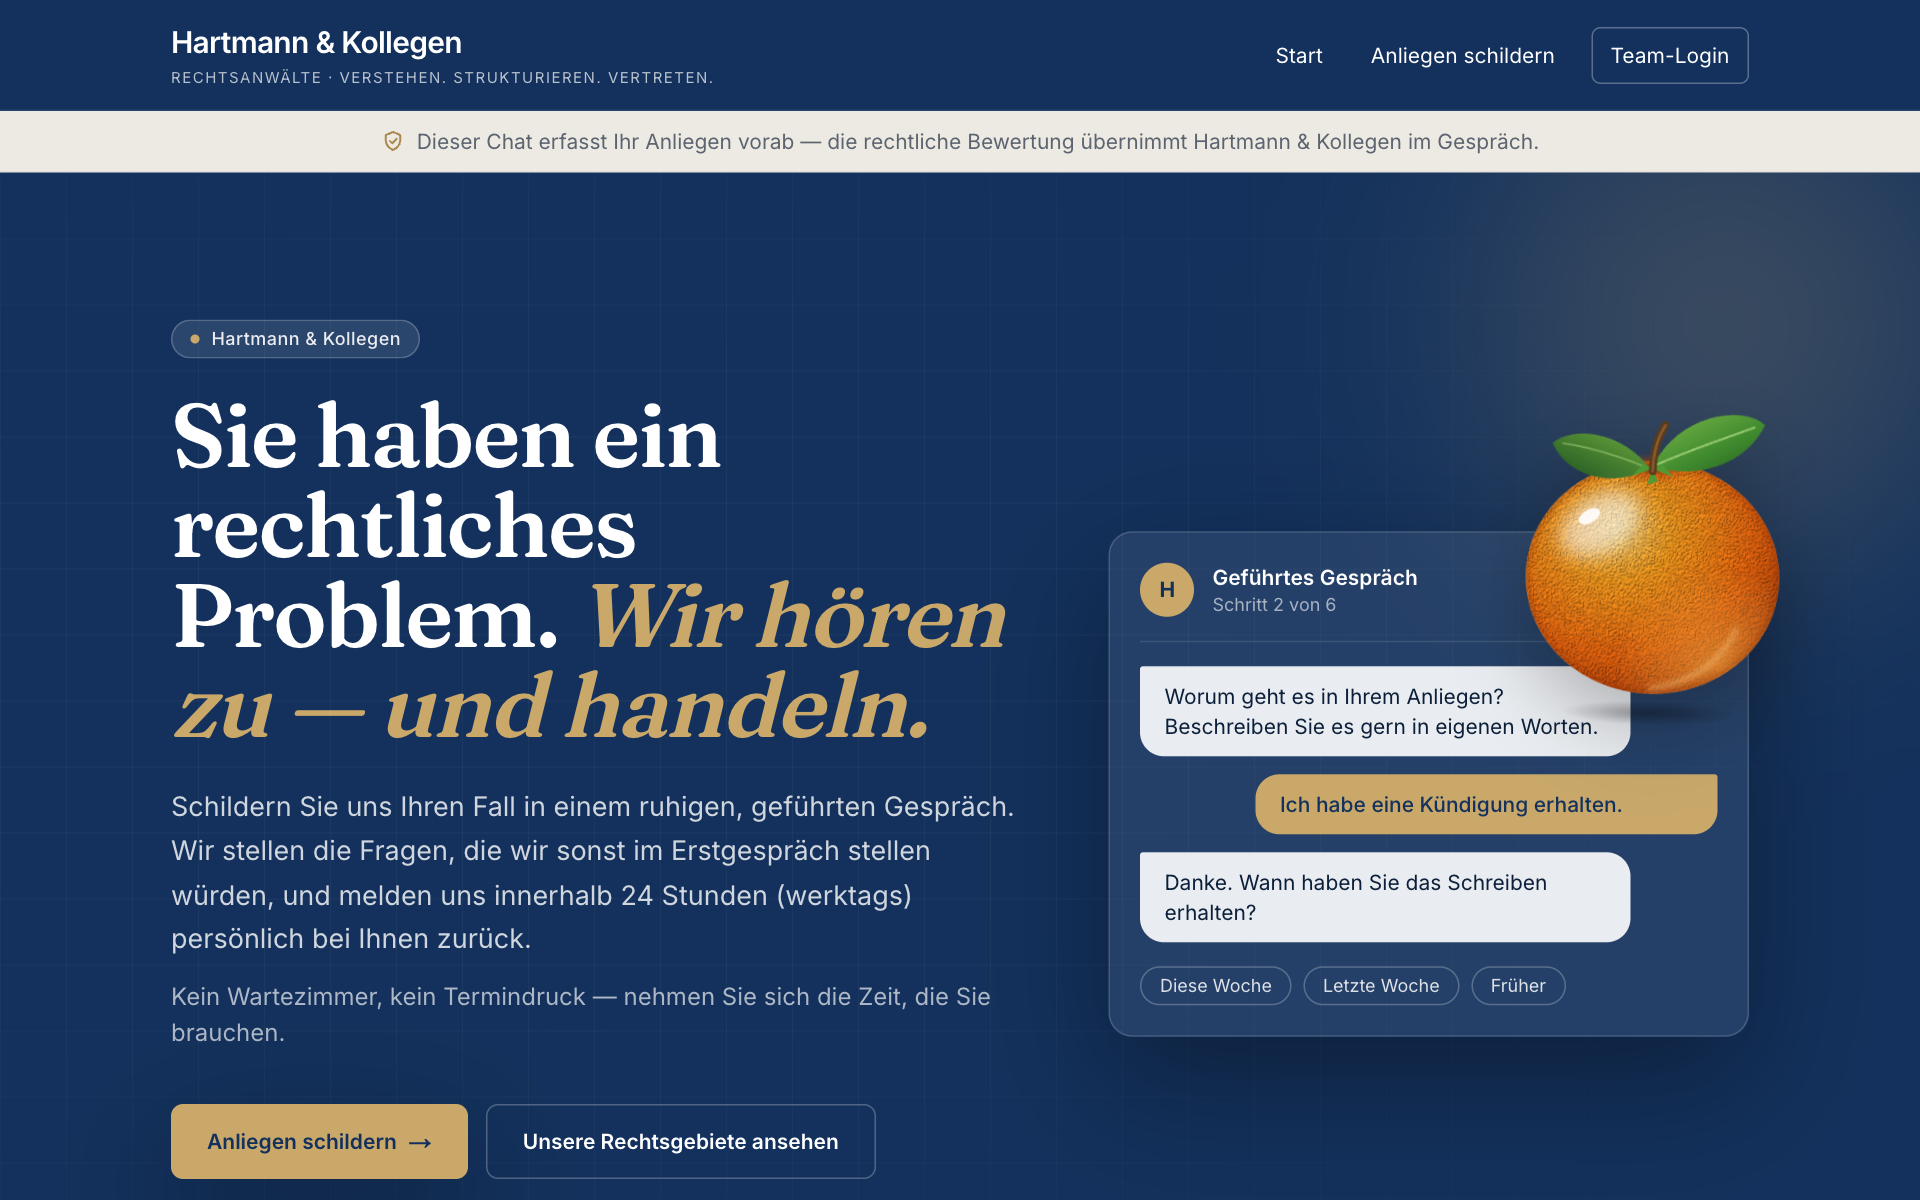 Hartmann & Kollegen
RECHTSANWÄLTE · VERSTEHEN. STRUKTURIEREN. VERTRETEN.
Start
Anliegen schildern
Team-Login
Dieser Chat erfasst Ihr Anliegen vorab — die rechtliche Bewertung übernimmt Hartmann & Kollegen im Gespräch.
Hartmann & Kollegen
Sie haben ein
rechtliches
Problem. Wir hören
zu — und handeln.
Schildern Sie uns Ihren Fall in einem ruhigen, geführten Gespräch.
Wir stellen die Fragen, die wir sonst im Erstgespräch stellen
würden, und melden uns innerhalb 24 Stunden (werktags)
persönlich bei Ihnen zurück.
Kein Wartezimmer, kein Termindruck — nehmen Sie sich die Zeit, die Sie
brauchen.
Anliegen schildern →
Unsere Rechtsgebiete ansehen
H
Geführtes Gespräch
Schritt 2 von 6
Worum geht es in Ihrem Anliegen?
Beschreiben Sie es gern in eigenen Worten.
Ich habe eine Kündigung erhalten.
Danke. Wann haben Sie das Schreiben
erhalten?
Diese Woche
Letzte Woche
Früher